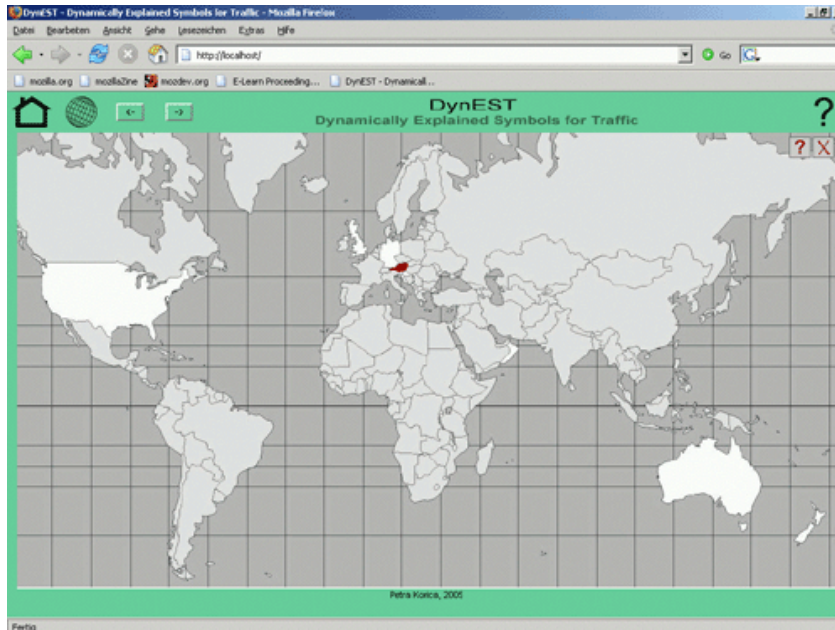 DynEST - Dynamically Explained Symbols for Traffic - Mozilla Firefox
Datei Bearbeiten Ansicht Gehe Lesezeichen Extras Hilfe
http://localhost/ Go
mozilla.org mozillaZine mozdev.org E-Learn Proceeding... DynEST - Dynamicall...
<- -> DynEST ?
Dynamically Explained Symbols for Traffic
? X
Petra Korica, 2005
Fertig